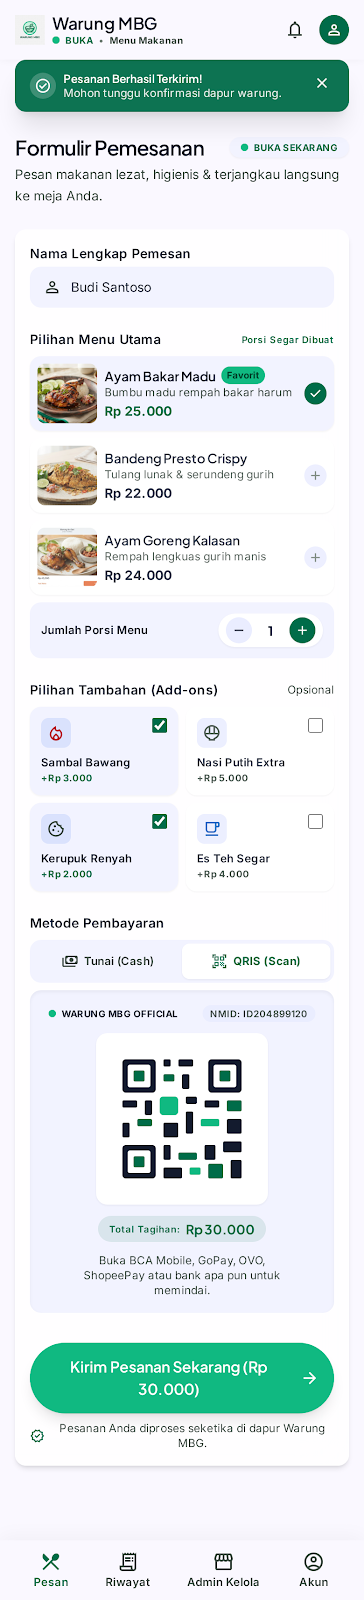 Warung MBG
BUKA • Menu Makanan
Pesanan Berhasil Terkirim!
Mohon tunggu konfirmasi dapur warung.
Formulir Pemesanan
BUKA SEKARANG
Pesan makanan lezat, higienis & terjangkau langsung
ke meja Anda.
Nama Lengkap Pemesan
Budi Santoso
Pilihan Menu Utama
Porsi Segar Dibuat
Ayam Bakar Madu
Favorit
Bumbu madu rempah bakar harum
Rp 25.000
Bandeng Presto Crispy
Tulang lunak & serundeng gurih
Rp 22.000
Ayam Goreng Kalasan
Rempah lengkuas gurih manis
Rp 24.000
Jumlah Porsi Menu
1
Pilihan Tambahan (Add-ons)
Opsional
Sambal Bawang
+Rp 3.000
Nasi Putih Extra
+Rp 5.000
Kerupuk Renyah
+Rp 2.000
Es Teh Segar
+Rp 4.000
Metode Pembayaran
Tunai (Cash)
QRIS (Scan)
WARUNG MBG OFFICIAL
NMID: ID204899120
Total Tagihan: Rp30.000
Buka BCA Mobile, GoPay, OVO,
ShopeePay atau bank apa pun untuk
memindai.
Kirim Pesanan Sekarang (Rp
30.000)
Pesanan Anda diproses seketika di dapur Warung
MBG.
Pesan
Riwayat
Admin Kelola
Akun